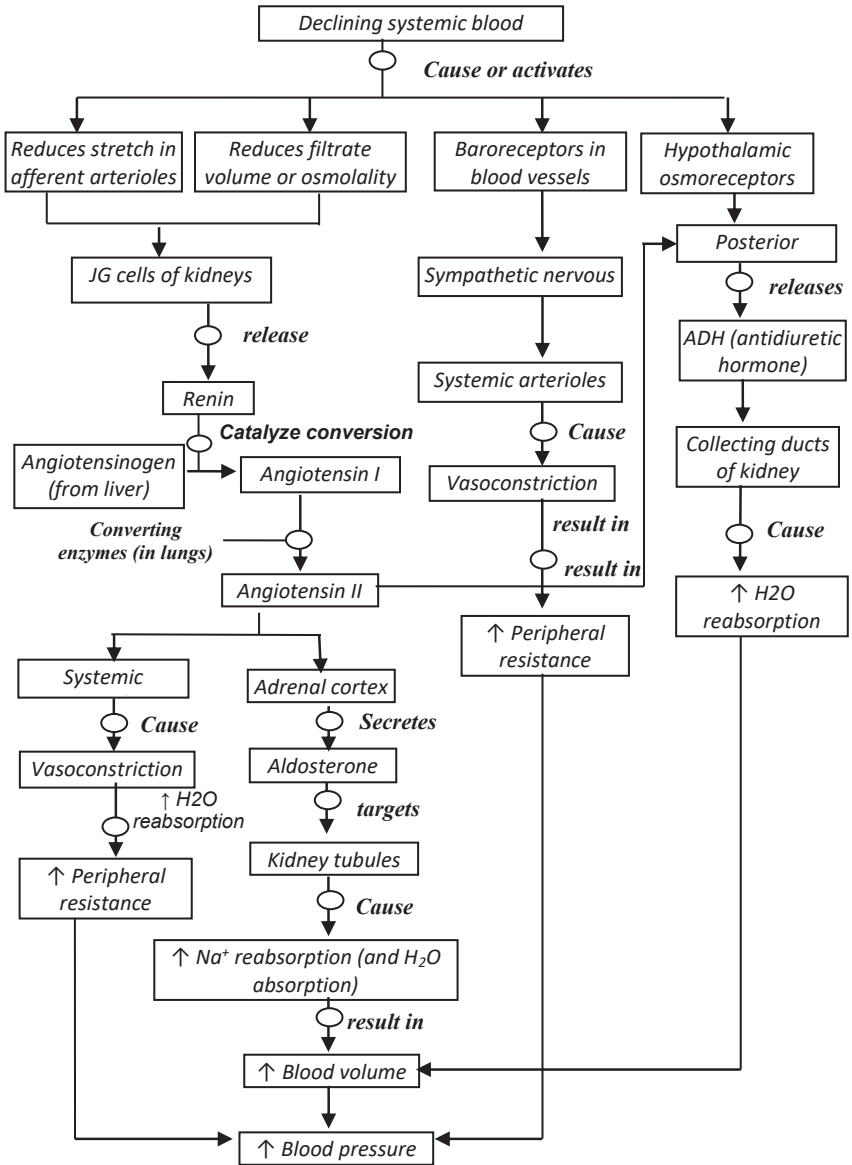 Declining systemic blood
Cause or activates
Reduces stretch in
afferent arterioles
Reduces filtrate
volume or osmolality
Baroreceptors in
blood vessels
Hypothalamic
osmoreceptors
JG cells of kidneys
Sympathetic nervous
Posterior
release
releases
Renin
Systemic arterioles
ADH (antidiuretic
hormone)
Catalyze conversion
Cause
Angiotensinogen
(from liver)
Angiotensin I
Vasoconstriction
Collecting ducts
of kidney
Converting
enzymes (in lungs)
result in
result in
Cause
Angiotensin II
↑ H2O
reabsorption
↑ Peripheral
resistance
Systemic
Adrenal cortex
Cause
Secretes
Vasoconstriction
Aldosterone
↑ H2O
reabsorption
targets
↑ Peripheral
resistance
Kidney tubules
Cause
↑ Na⁺ reabsorption (and H₂O
absorption)
result in
↑ Blood volume
↑ Blood pressure